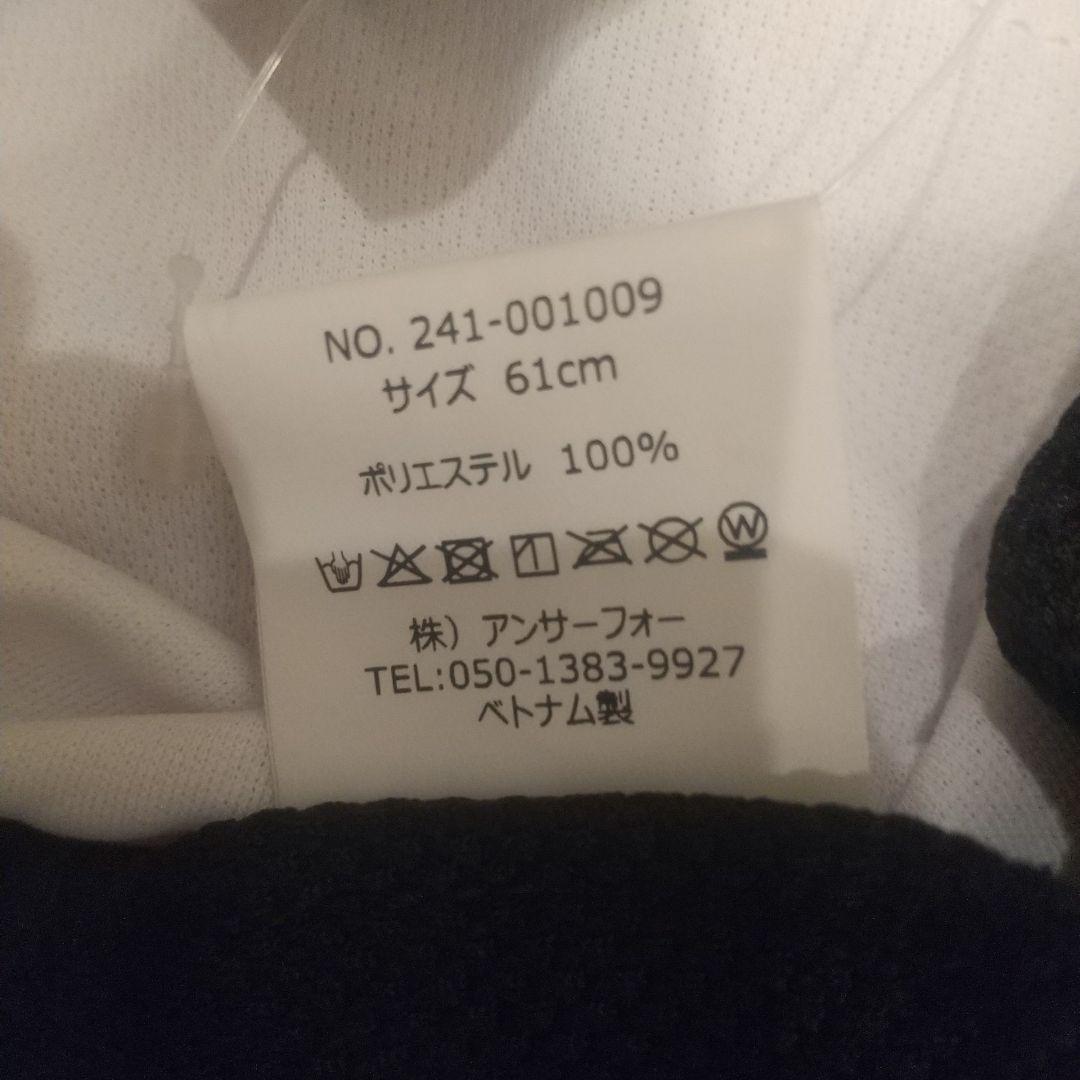 NO. 241-001009
サイズ 61cm
ポリエステル 100%
W
株）アンサーフォー
TEL:050-1383-9927
ベトナム製